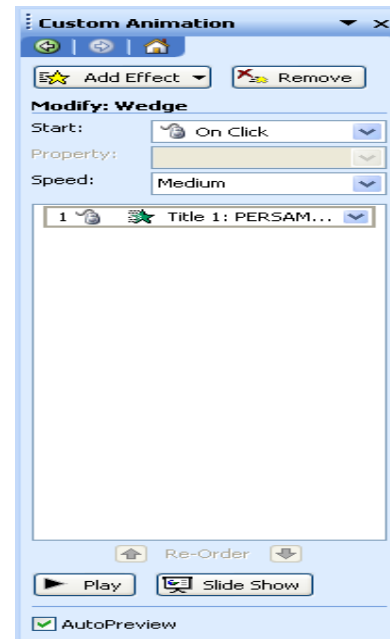 Custom Animation
Add Effect Remove
Modify: Wedge
Start: On Click
Property:
Speed: Medium
1 Title 1: PERSAM...
Re-Order
Play Slide Show
AutoPreview